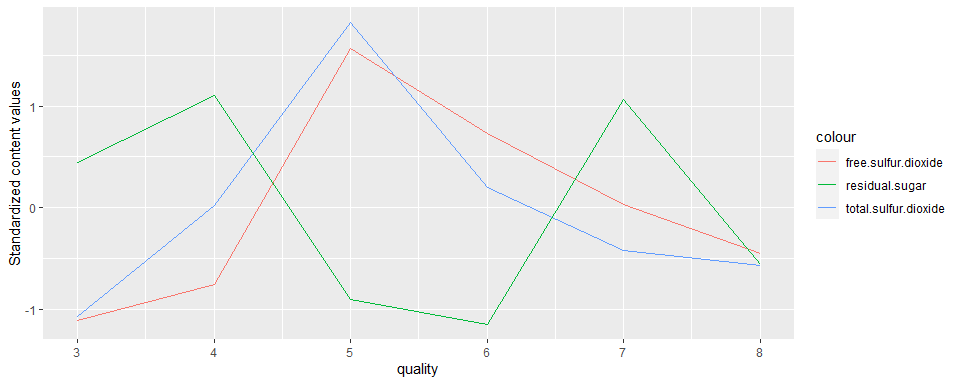 Standardized content values
1
0
-1
3 4 5 6 7 8
quality
colour
free.sulfur.dioxide
residual.sugar
total.sulfur.dioxide